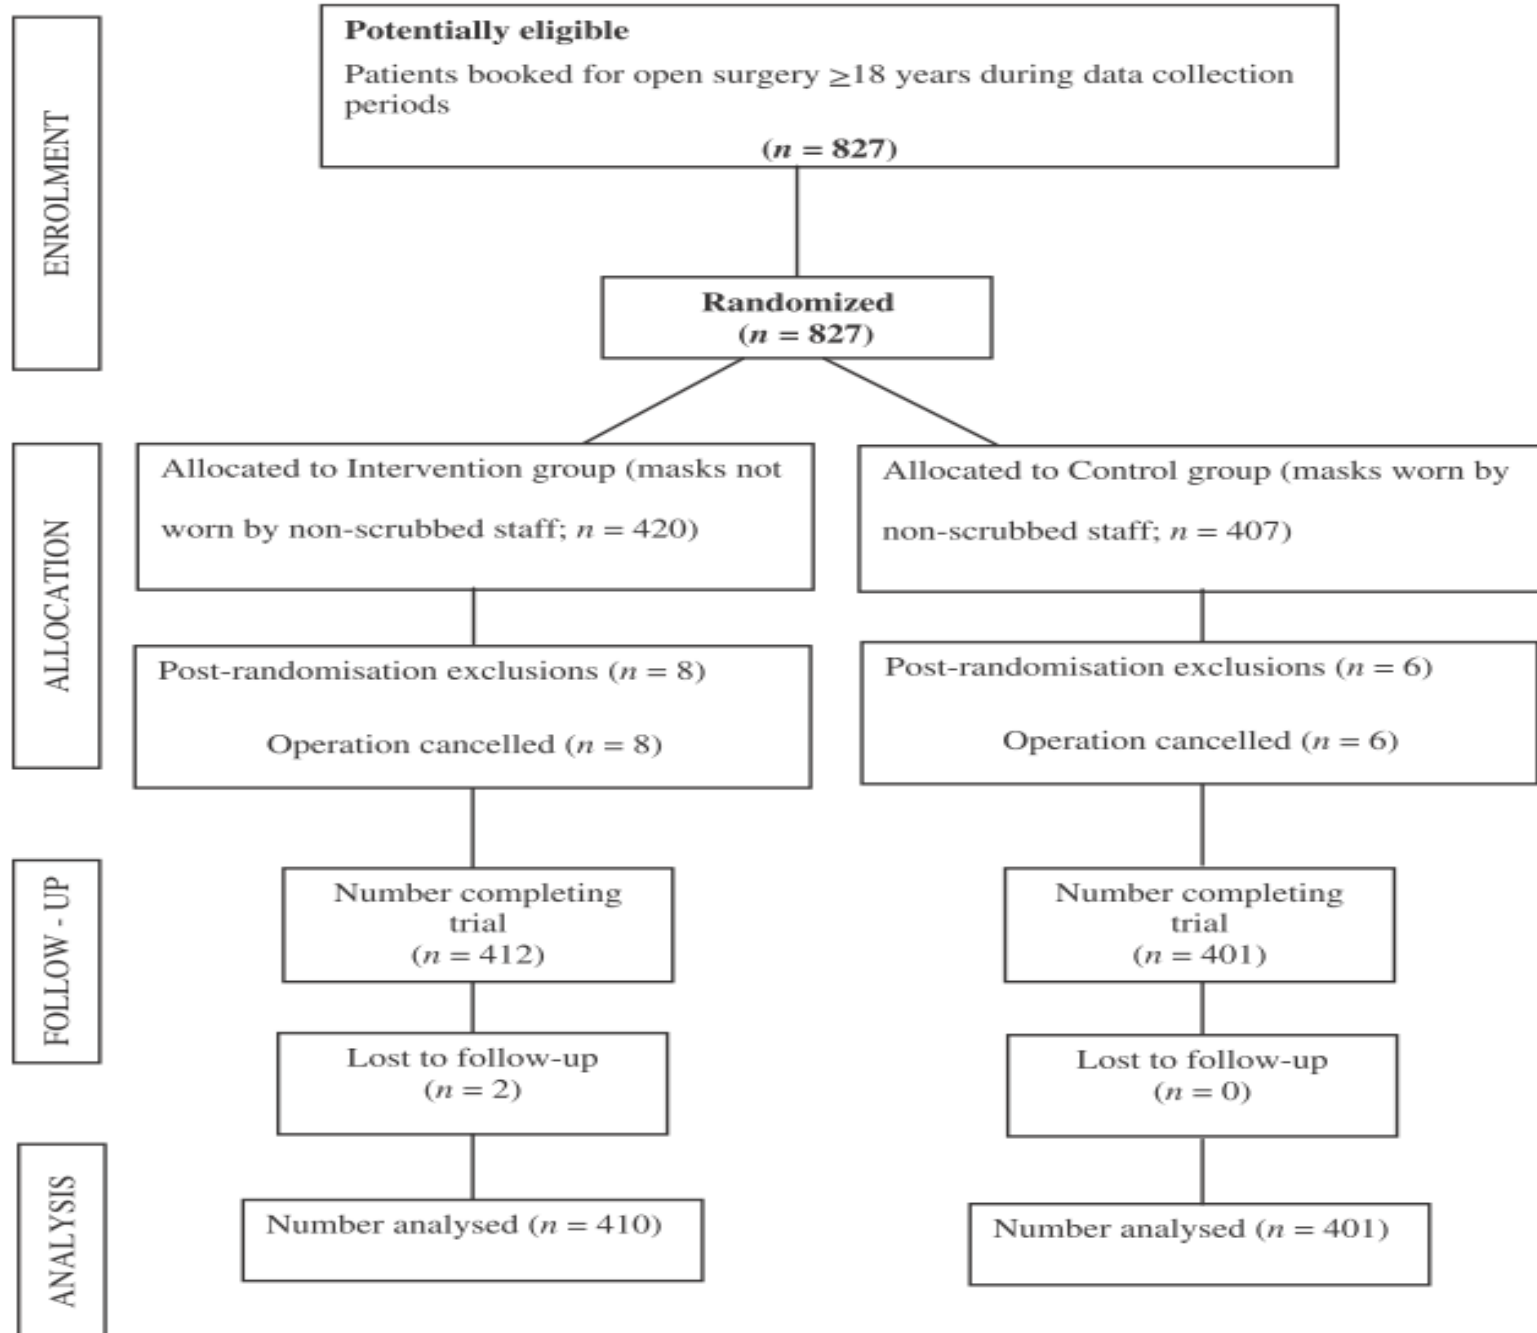 ENROLMENT
Potentially eligible
Patients booked for open surgery ≥18 years during data collection
periods
(n = 827)
Randomized
(n = 827)
ALLOCATION
Allocated to Intervention group (masks not
worn by non-scrubbed staff; n = 420)
Allocated to Control group (masks worn by
non-scrubbed staff; n = 407)
Post-randomisation exclusions (n = 8)
Operation cancelled (n = 8)
Post-randomisation exclusions (n = 6)
Operation cancelled (n = 6)
FOLLOW - UP
Number completing
trial
(n = 412)
Number completing
trial
(n = 401)
Lost to follow-up
(n = 2)
Lost to follow-up
(n = 0)
ANALYSIS
Number analysed (n = 410)
Number analysed (n = 401)